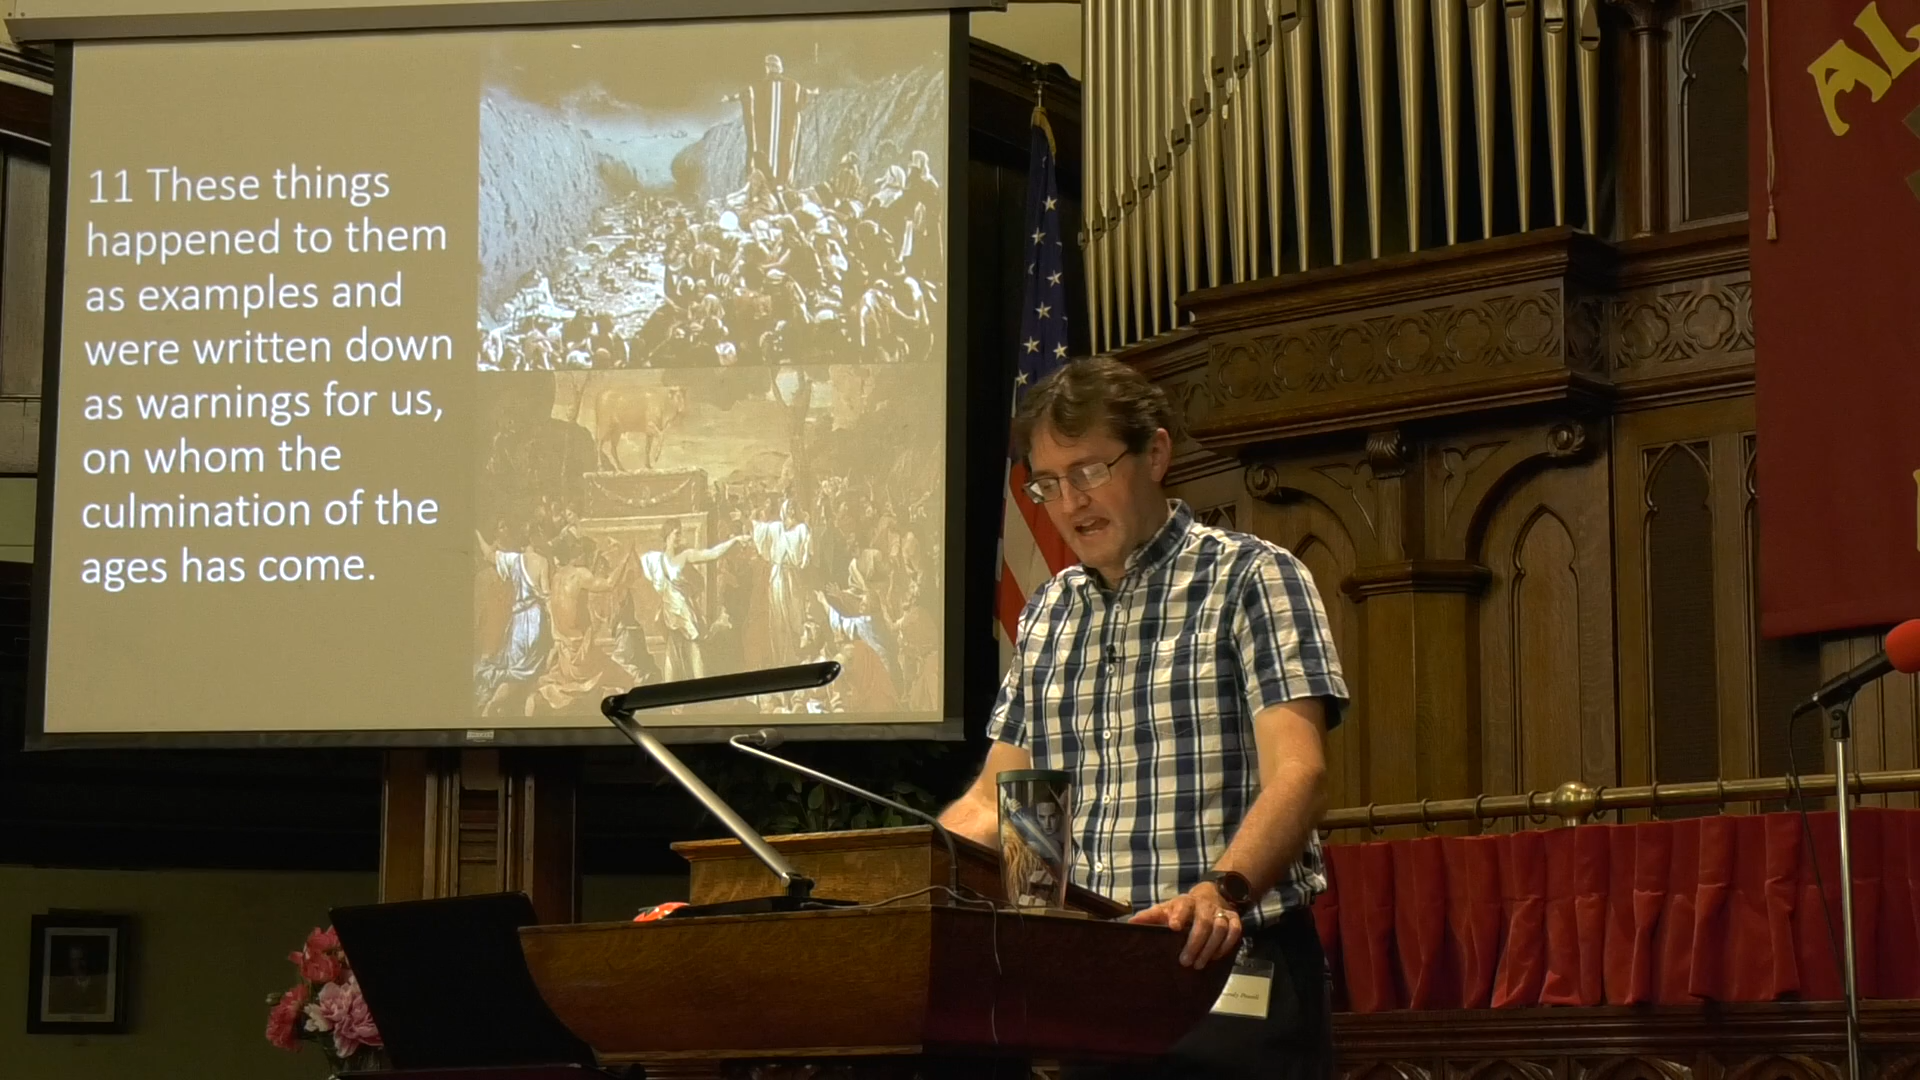 11 These things
happened to them
as examples and
were written down
as warnings for us,
on whom the
culmination of the
ages has come.
AL